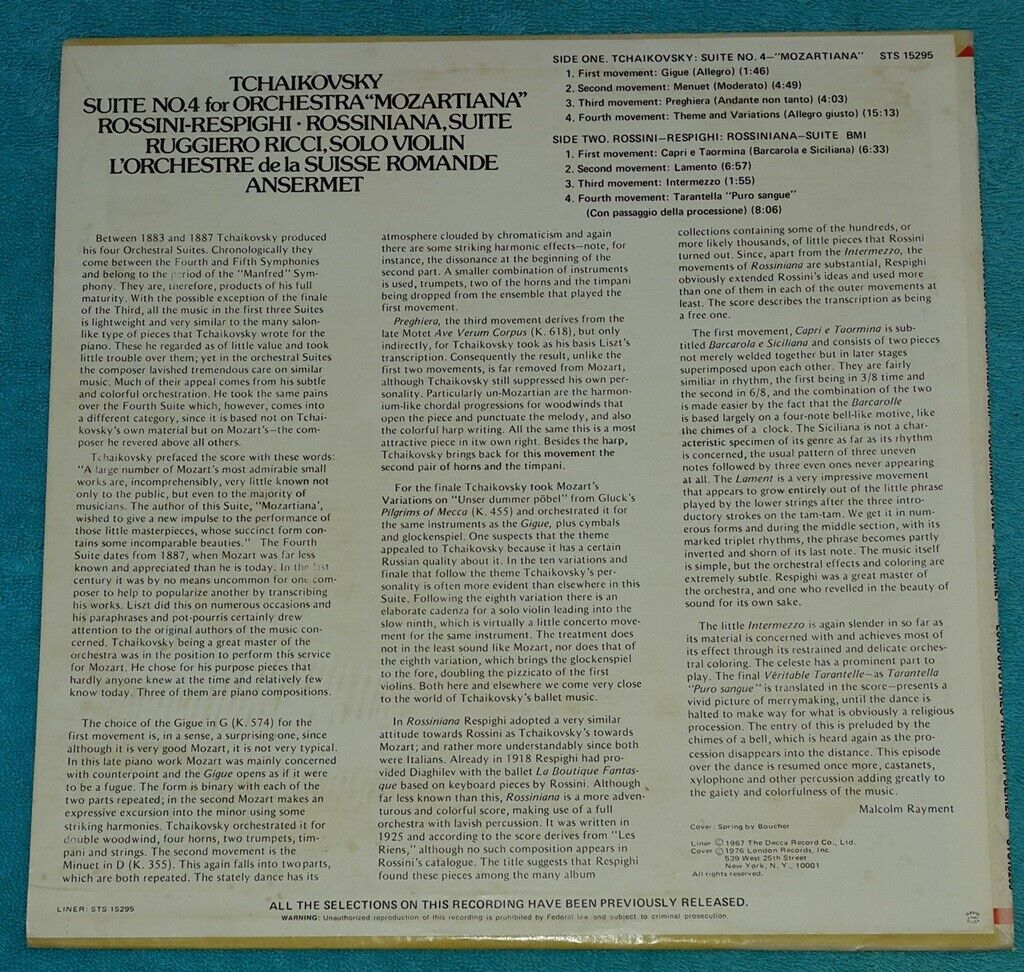 TCHAIKOVSKY
SUITE NO.4 for ORCHESTRA "MOZARTIANA"
ROSSINI-RESPIGHI · ROSSINIANA, SUITE
RUGGIERO RICCI, SOLO VIOLIN
L'ORCHESTRE de la SUISSE ROMANDE
ANSERMET
SIDE ONE. TCHAIKOVSKY: SUITE NO. 4—"MOZARTIANA" STS 15295
1. First movement: Gigue (Allegro) (1:46)
2. Second movement: Menuet (Moderato) (4:49)
3. Third movement: Preghiera (Andante non tanto) (4:03)
4. Fourth movement: Theme and Variations (Allegro giusto) (15:13)
SIDE TWO. ROSSINI—RESPIGHI: ROSSINIANA—SUITE BMI
1. First movement: Capri e Taormina (Barcarola e Siciliana) (6:33)
2. Second movement: Lamento (6:57)
3. Third movement: Intermezzo (1:55)
4. Fourth movement: Tarantella "Puro sangue"
(Con passaggio della processione) (8:06)
Between 1883 and 1887 Tchaikovsky produced
his four Orchestral Suites. Chronologically they
come between the Fourth and Fifth Symphonies
and belong to the period of the "Manfred" Sym-
phony. They are, therefore, products of his full
maturity. With the possible exception of the finale
of the Third, all the music in the first three Suites
is lightweight and very similar to the many salon-
like type of pieces that Tchaikovsky wrote for the
piano. These he regarded as of little value and took
little trouble over them; yet in the orchestral Suites
the composer lavished tremendous care on similar
music. Much of their appeal comes from his subtle
and colorful orchestration. He took the same pains
over the Fourth Suite which, however, comes into
a different category, since it is based not on Tchai-
kovsky's own material but on Mozart's—the com-
poser he revered above all others.
Tchaikovsky prefaced the score with these words:
"A large number of Mozart's most admirable small
works are, incomprehensibly, very little known not
only to the public, but even to the majority of
musicians. The author of this Suite, "Mozartiana',
wished to give a new impulse to the performance of
those little masterpieces, whose succinct form con-
tains some incomparable beauties." The Fourth
Suite dates from 1887, when Mozart was far less
known and appreciated than he is today. In the last
century it was by no means uncommon for one com-
poser to help to popularize another by transcribing
his works. Liszt did this on numerous occasions and
his paraphrases and pot-pourris certainly drew
attention to the original authors of the music con-
cerned. Tchaikovsky being a great master of the
orchestra was in the position to perform this service
for Mozart. He chose for his purpose pieces that
hardly anyone knew at the time and relatively few
know today. Three of them are piano compositions.
The choice of the Gigue in G (K. 574) for the
first movement is, in a sense, a surprising one, since
although it is very good Mozart, it is not very typical.
In this late piano work Mozart was mainly concerned
with counterpoint and the Gigue opens as if it were
to be a fugue. The form is binary with each of the
two parts repeated; in the second Mozart makes an
expressive excursion into the minor using some
striking harmonies. Tchaikovsky orchestrated it for
double woodwind, four horns, two trumpets, tim-
pani and strings. The second movement is the
Minuet in D (K. 355). This again falls into two parts,
which are both repeated. The stately dance has its
atmosphere clouded by chromaticism and again
there are some striking harmonic effects—note, for
instance, the dissonance at the beginning of the
second part. A smaller combination of instruments
is used, trumpets, two of the horns and the timpani
being dropped from the ensemble that played the
first movement.
Preghiera, the third movement derives from the
late Motet Ave Verum Corpus (K. 618), but only
indirectly, for Tchaikovsky took as his basis Liszt's
transcription. Consequently the result, unlike the
first two movements, is far removed from Mozart,
although Tchaikovsky still suppressed his own per-
sonality. Particularly un-Mozartian are the harmon-
ium-like chordal progressions for woodwinds that
open the piece and punctuate the melody, and also
the colorful harp writing. All the same this is a most
attractive piece in itw own right. Besides the harp,
Tchaikovsky brings back for this movement the
second pair of horns and the timpani.
For the finale Tchaikovsky took Mozart's
Variations on "Unser dummer pöbel" from Gluck's
Pilgrims of Mecca (K. 455) and orchestrated it for
the same instruments as the Gigue, plus cymbals
and glockenspiel. One suspects that the theme
appealed to Tchaikovsky because it has a certain
Russian quality about it. In the ten variations and
finale that follow the theme Tchaikovsky's per-
sonality is often more evident than elsewhere in this
Suite. Following the eighth variation there is an
elaborate cadenza for a solo violin leading into the
slow ninth, which is virtually a little concerto move-
ment for the same instrument. The treatment does
not in the least sound like Mozart, nor does that of
the eighth variation, which brings the glockenspiel
to the fore, doubling the pizzicato of the first
violins. Both here and elsewhere we come very close
to the world of Tchaikovsky's ballet music.
In Rossiniana Respighi adopted a very similar
attitude towards Rossini as Tchaikovsky's towards
Mozart; and rather more understandably since both
were Italians. Already in 1918 Respighi had pro-
vided Diaghilev with the ballet La Boutique Fantas-
que based on keyboard pieces by Rossini. Although
far less known than this, Rossiniana is a more adven-
turous and colorful score, making use of a full
orchestra with lavish percussion. It was written in
1925 and according to the score derives from "Les
Riens," although no such composition appears in
Rossini's catalogue. The title suggests that Respighi
found these pieces among the many album
collections containing some of the hundreds, or
more likely thousands, of little pieces that Rossini
turned out. Since, apart from the Intermezzo, the
movements of Rossiniana are substantial, Respighi
obviously extended Rossini's ideas and used more
than one of them in each of the outer movements at
least. The score describes the transcription as being
a free one.
The first movement, Capri e Taormina is sub-
titled Barcarola e Siciliana and consists of two pieces
not merely welded together but in later stages
superimposed upon each other. They are fairly
similiar in rhythm, the first being in 3/8 time and
the second in 6/8, and the combination of the two
is made easier by the fact that the Barcarolle
is based largely on a four-note bell-like motive, like
the chimes of a clock. The Siciliana is not a char-
acteristic specimen of its genre as far as its rhythm
is concerned, the usual pattern of three uneven
notes followed by three even ones never appearing
at all. The Lament is a very impressive movement
that appears to grow entirely out of the little phrase
played by the lower strings after the three intro-
ductory strokes on the tam-tam. We get it in num-
erous forms and during the middle section, with its
marked triplet rhythms, the phrase becomes partly
inverted and shorn of its last note. The music itself
is simple, but the orchestral effects and coloring are
extremely subtle. Respighi was a great master of
the orchestra, and one who revelled in the beauty of
sound for its own sake.
The little Intermezzo is again slender in so far as
its material is concerned with and achieves most of
its effect through its restrained and delicate orches-
tral coloring. The celeste has a prominent part to
play. The final Véritable Tarantelle—as Tarantella
"Puro sangue" is translated in the score—presents a
vivid picture of merrymaking, until the dance is
halted to make way for what is obviously a religious
procession. The entry of this is preluded by the
chimes of a bell, which is heard again as the pro-
cession disappears into the distance. This episode
over the dance is resumed once more, castanets,
xylophone and other percussion adding greatly to
the gaiety and colorfulness of the music.
Malcolm Rayment
Cover: Spring by Boucher
Liner © 1967 The Decca Record Co., Ltd.
Cover © 1976 London Records, Inc.
539 West 25th Street
New York, N. Y., 10001
All rights reserved.
LINER: STS 15295
ALL THE SELECTIONS ON THIS RECORDING HAVE BEEN PREVIOUSLY RELEASED.
WARNING: Unauthorized reproduction of this recording is prohibited by Federal law and subject to criminal prosecution.